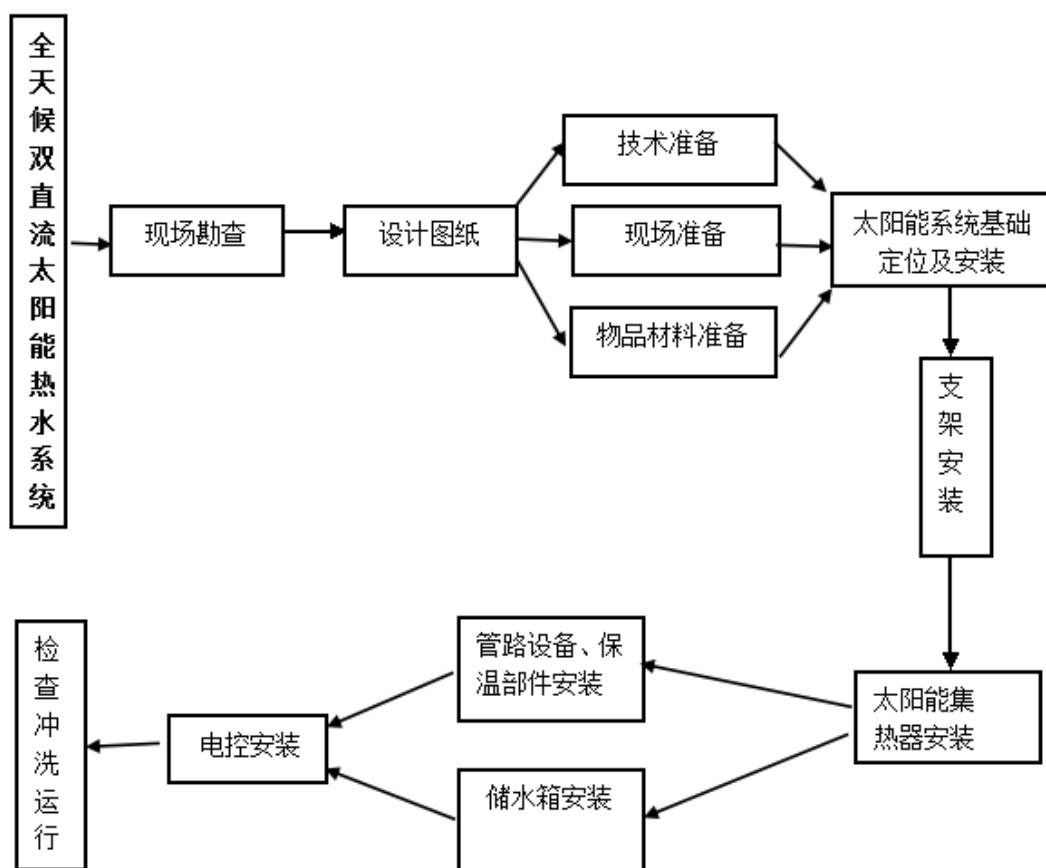 全天候双直流太阳能热水系统
现场勘查
设计图纸
技术准备
现场准备
物品材料准备
太阳能系统基础
定位及安装
支架安装
太阳能集
热器安装
管路设备、保
温部件安装
储水箱安装
电控安装
检查冲洗运行